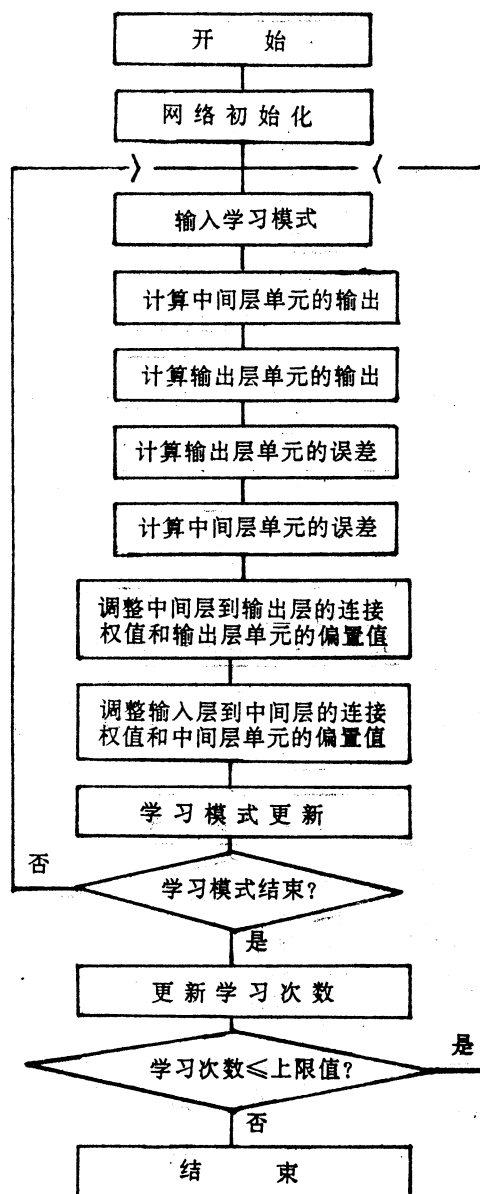 开始
网络初始化
输入学习模式
计算中间层单元的输出
计算输出层单元的输出
计算输出层单元的误差
计算中间层单元的误差
调整中间层到输出层的连接
权值和输出层单元的偏置值
调整输入层到中间层的连接
权值和中间层单元的偏置值
学习模式更新
否
学习模式结束？
是
更新学习次数
学习次数≤上限值？
是
否
结束